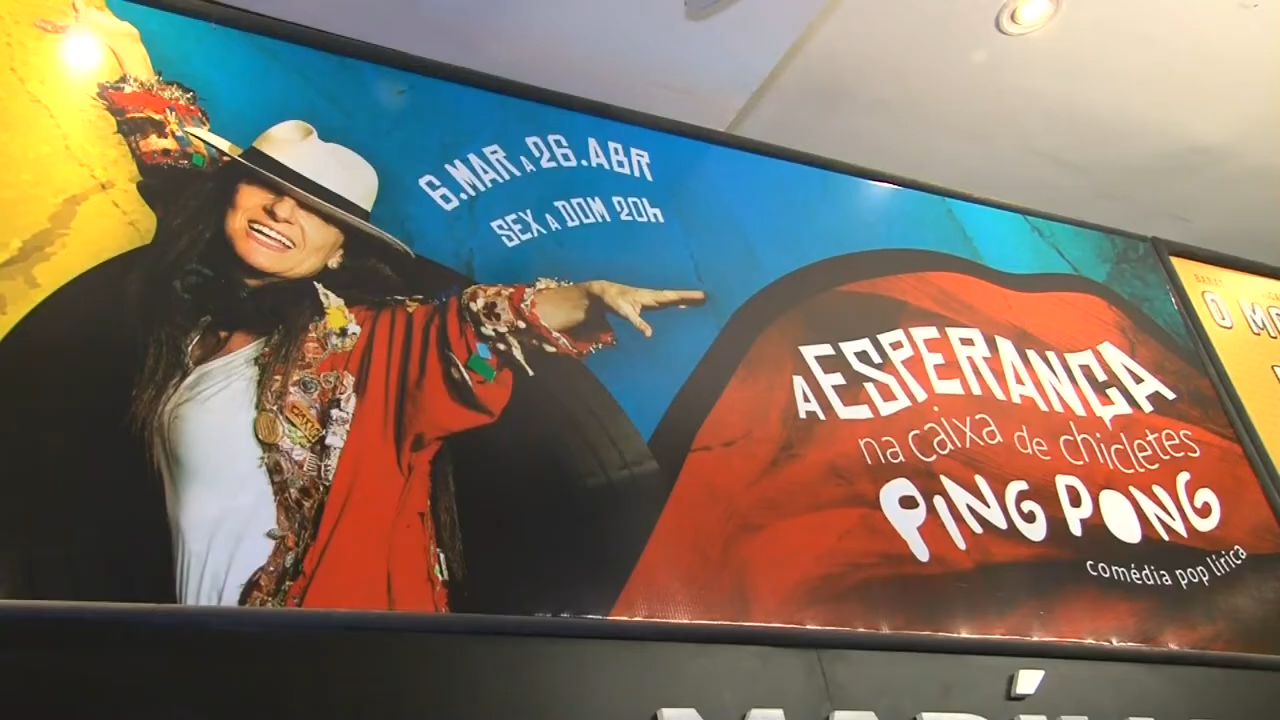 6.MAR A 26.ABR
SEX A DOM 20h
A ESPERANÇA
na caixa de chicletes
PiNG PONG
comédia pop lírica
O